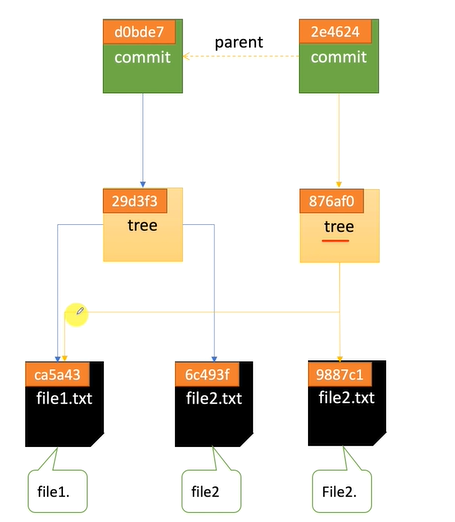 d0bde7
commit
parent
2e4624
commit
29d3f3
tree
876af0
tree
ca5a43
file1.txt
6c493f
file2.txt
9887c1
file2.txt
file1.
file2
File2.